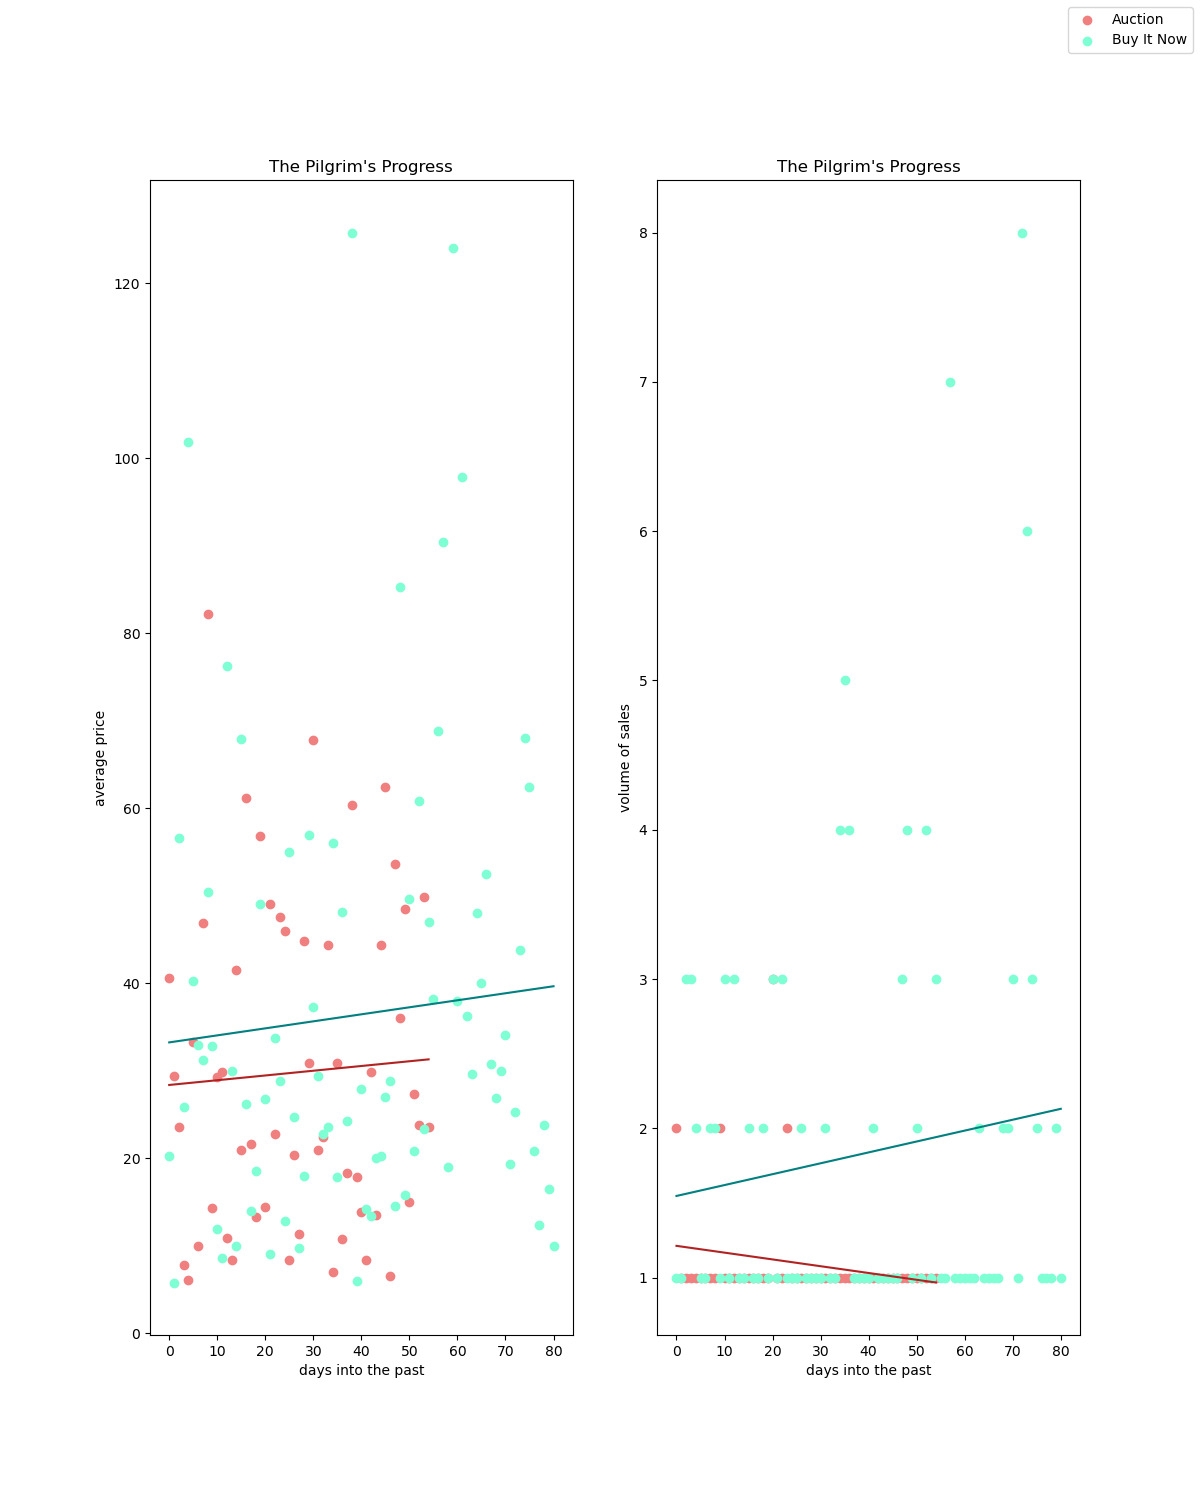 Auction
Buy It Now
The Pilgrim's Progress
120
100
80
60
40
20
0
average price
0 10 20 30 40 50 60 70 80
days into the past
The Pilgrim's Progress
8
7
6
5
4
3
2
1
volume of sales
0 10 20 30 40 50 60 70 80
days into the past